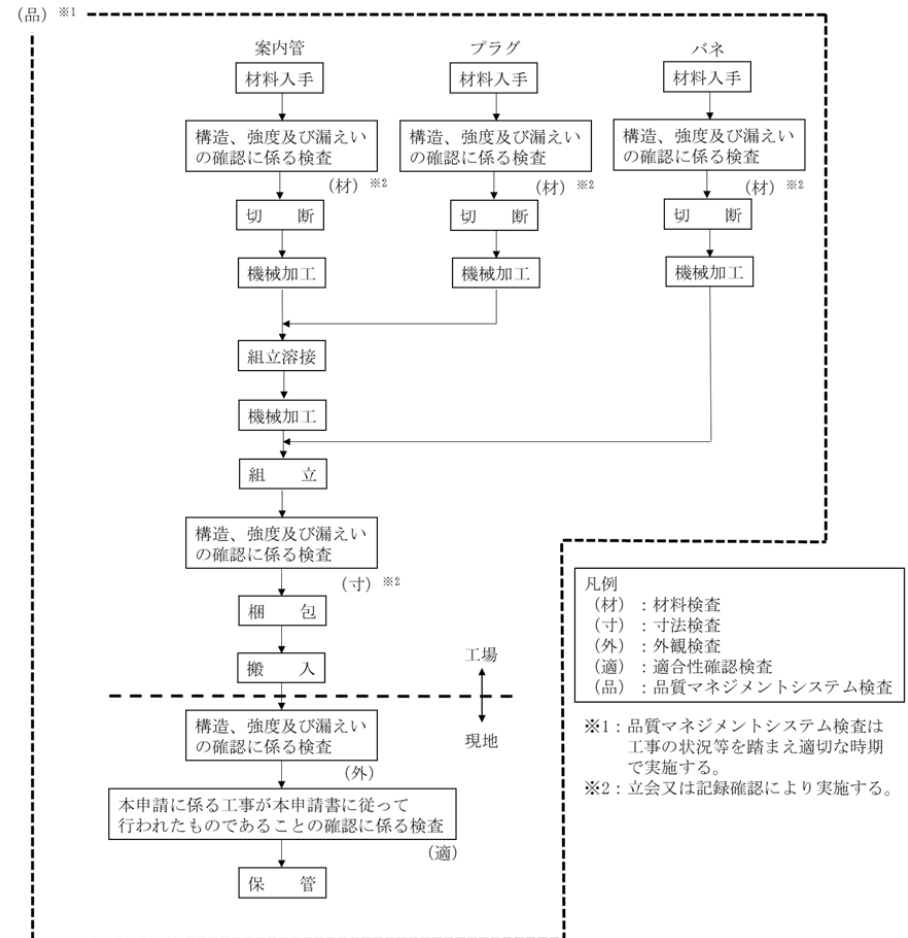 (品) ※1
案内管
プラグ
バネ
材料入手
材料入手
材料入手
構造、強度及び漏えい
の確認に係る検査
構造、強度及び漏えい
の確認に係る検査
構造、強度及び漏えい
の確認に係る検査
(材) ※2
(材) ※2
(材) ※2
切 断
切 断
切 断
機械加工
機械加工
機械加工
組立溶接
機械加工
組 立
構造、強度及び漏えい
の確認に係る検査
(寸) ※2
梱 包
搬 入
工場
現地
構造、強度及び漏えい
の確認に係る検査
(外)
本申請に係る工事が本申請書に従って
行われたものであることの確認に係る検査
(適)
保 管
凡例
(材):材料検査
(寸):寸法検査
(外):外観検査
(適):適合性確認検査
(品):品質マネジメントシステム検査
※1:品質マネジメントシステム検査は
工事の状況等を踏まえ適切な時期
で実施する。
※2:立会又は記録確認により実施する。